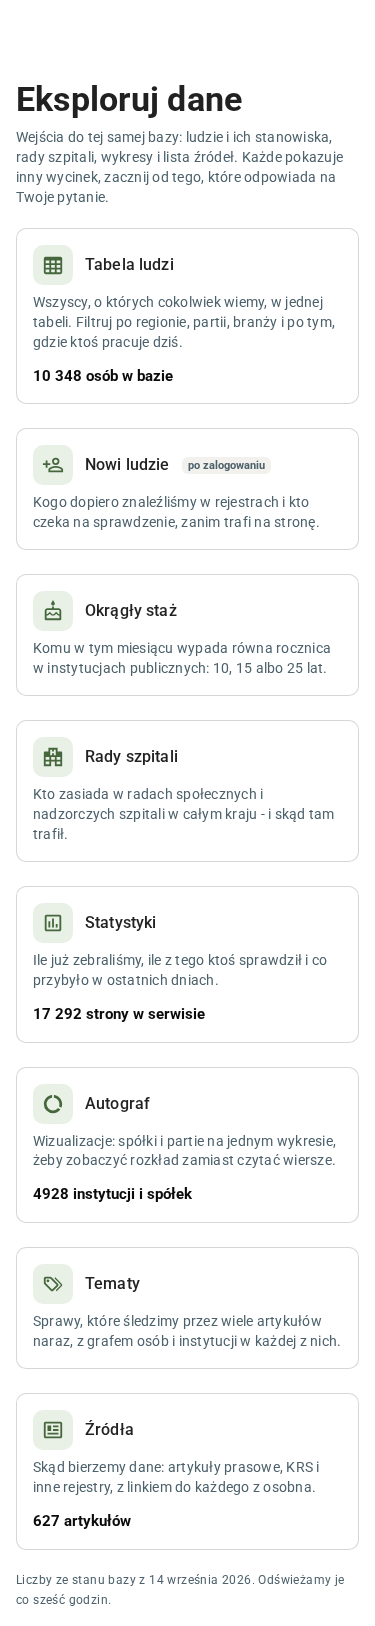 Eksploruj dane
Wejścia do tej samej bazy: ludzie i ich stanowiska,
rady szpitali, wykresy i lista źródeł. Każde pokazuje
inny wycinek, zacznij od tego, które odpowiada na
Twoje pytanie.
Tabela ludzi
Wszyscy, o których cokolwiek wiemy, w jednej
tabeli. Filtruj po regionie, partii, branży i po tym,
gdzie ktoś pracuje dziś.
10 348 osób w bazie
Nowi ludzie po zalogowaniu
Kogo dopiero znaleźliśmy w rejestrach i kto
czeka na sprawdzenie, zanim trafi na stronę.
Okrągły staż
Komu w tym miesiącu wypada równa rocznica
w instytucjach publicznych: 10, 15 albo 25 lat.
Rady szpitali
Kto zasiada w radach społecznych i
nadzorczych szpitali w całym kraju - i skąd tam
trafił.
Statystyki
Ile już zebraliśmy, ile z tego ktoś sprawdził i co
przybyło w ostatnich dniach.
17 292 strony w serwisie
Autograf
Wizualizacje: spółki i partie na jednym wykresie,
żeby zobaczyć rozkład zamiast czytać wiersze.
4928 instytucji i spółek
Tematy
Sprawy, które śledzimy przez wiele artykułów
naraz, z grafem osób i instytucji w każdej z nich.
Źródła
Skąd bierzemy dane: artykuły prasowe, KRS i
inne rejestry, z linkiem do każdego z osobna.
627 artykułów
Liczby ze stanu bazy z 14 września 2026. Odświeżamy je
co sześć godzin.